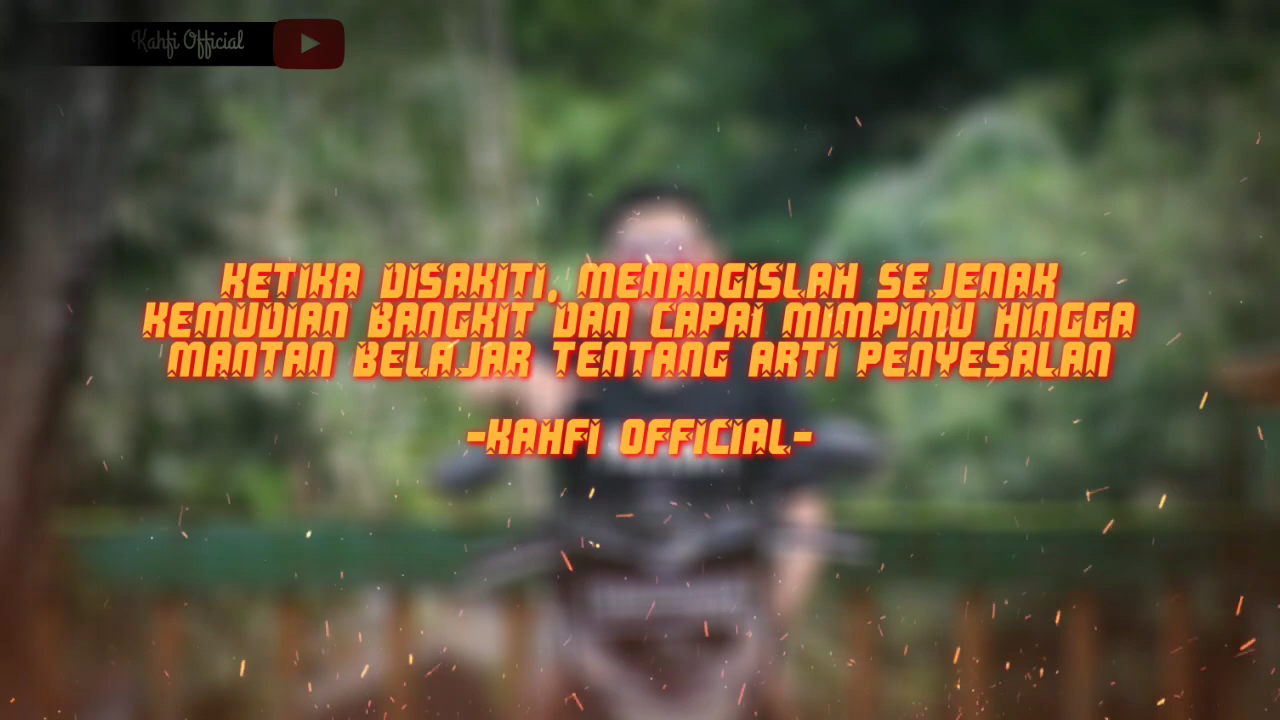 Kahfi Official
KETIKA DISAKITI, MENANGISLAH SEJENAK
KEMUDIAN BANGKIT DAN CAPAI MIMPIMU HINGGA
MANTAN BELAJAR TENTANG ARTI PENYESALAN
-KAHFI OFFICIAL-